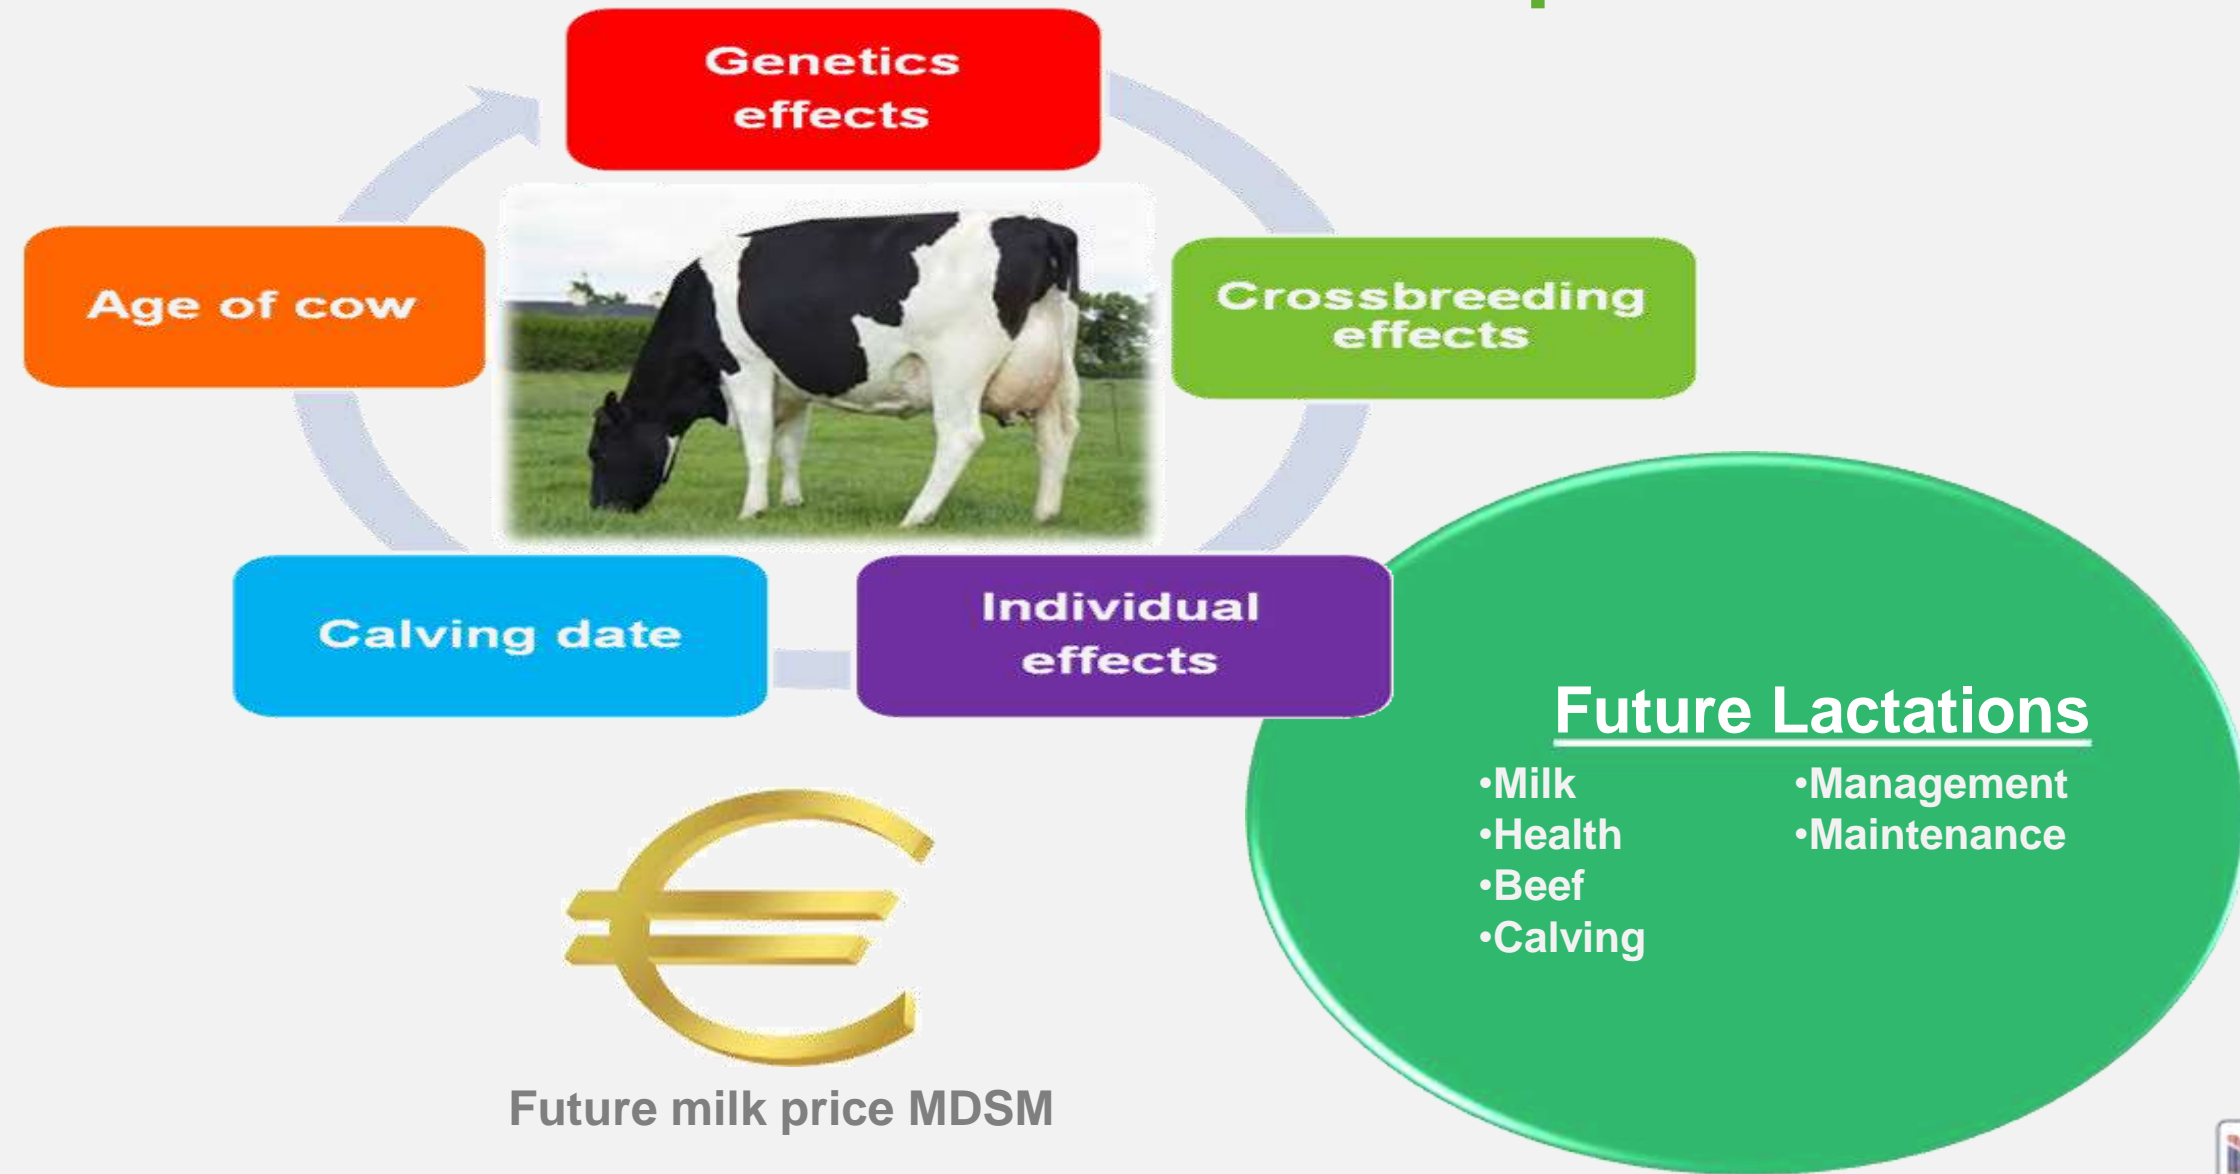 Genetics
effects
Age of cow
Crossbreeding
effects
Calving date
Individual
effects
Future Lactations
•Milk
•Health
•Beef
•Calving
•Management
•Maintenance
Future milk price MDSM